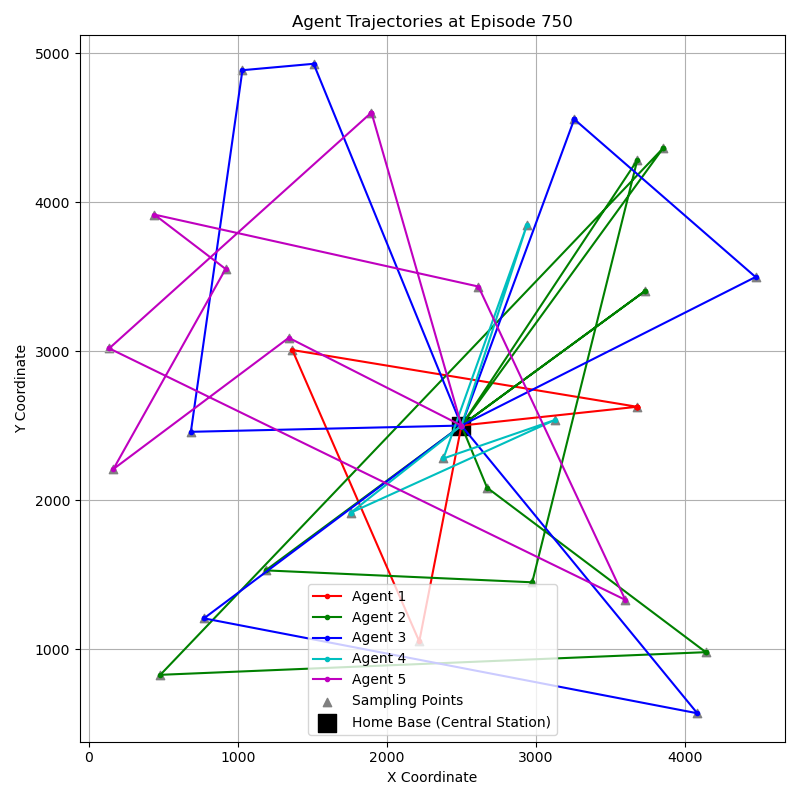 Agent Trajectories at Episode 750
5000
4000
3000
2000
1000
Y Coordinate
0 1000 2000 3000 4000
X Coordinate
Agent 1
Agent 2
Agent 3
Agent 4
Agent 5
Sampling Points
Home Base (Central Station)